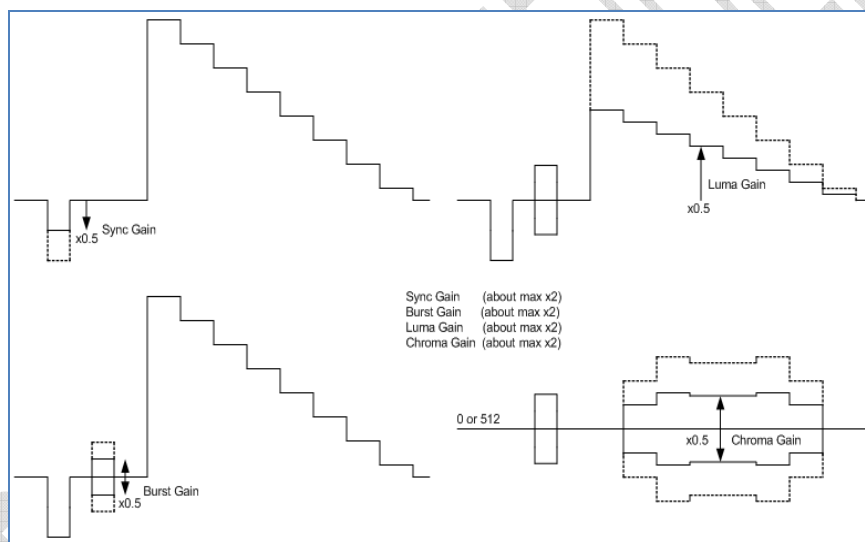 Sync Gain
x0.5
Luma Gain
x0.5
Sync Gain (about max x2)
Burst Gain (about max x2)
Luma Gain (about max x2)
Chroma Gain (about max x2)
Burst Gain
x0.5
0 or 512
x0.5 Chroma Gain